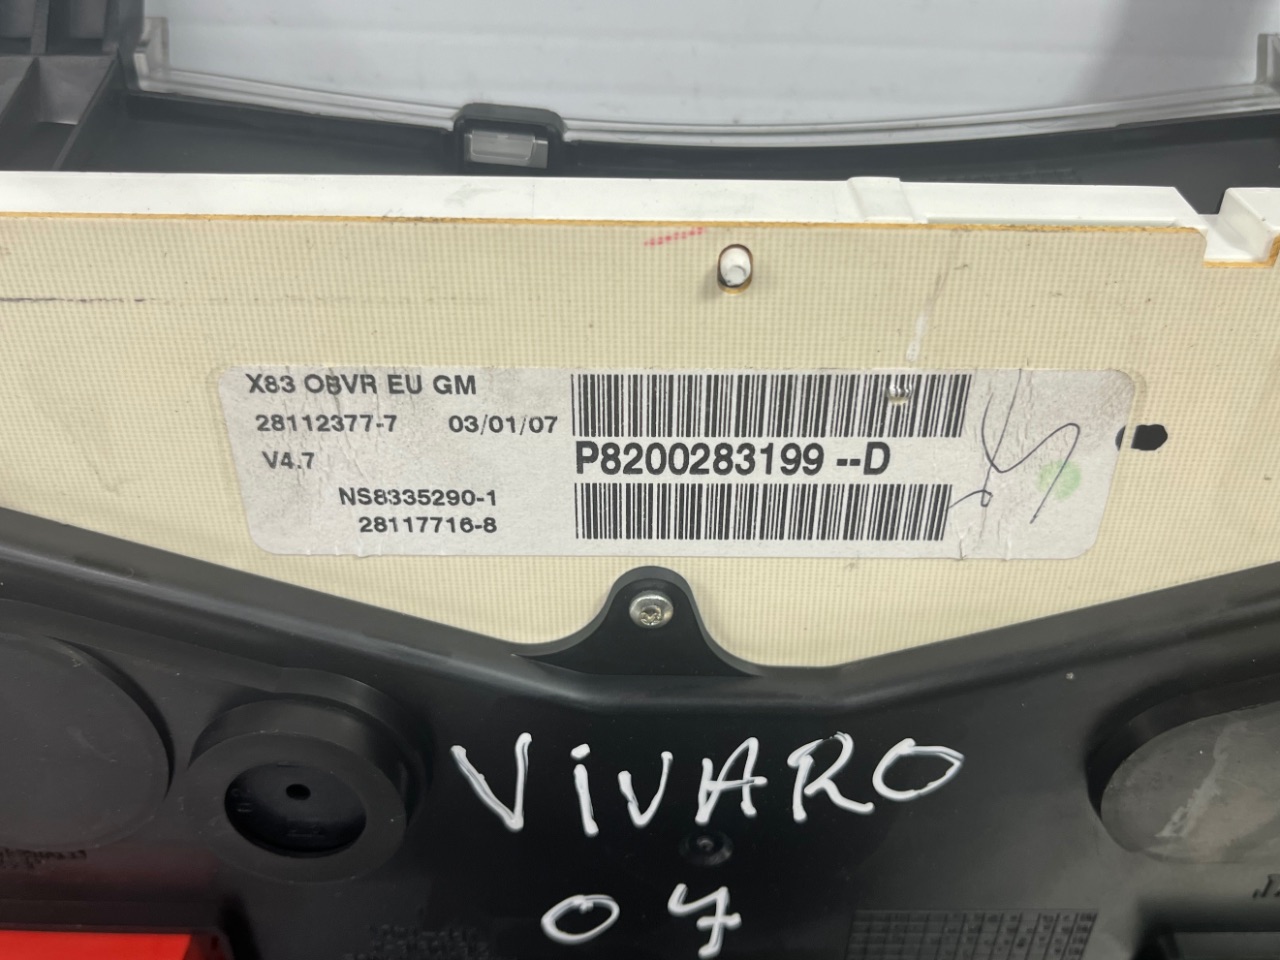 X83 OBVR EU GM
28112377-7 03/01/07
V4.7
P8200283199 --D
NS8335290-1
28117716-8
ViVARO
07